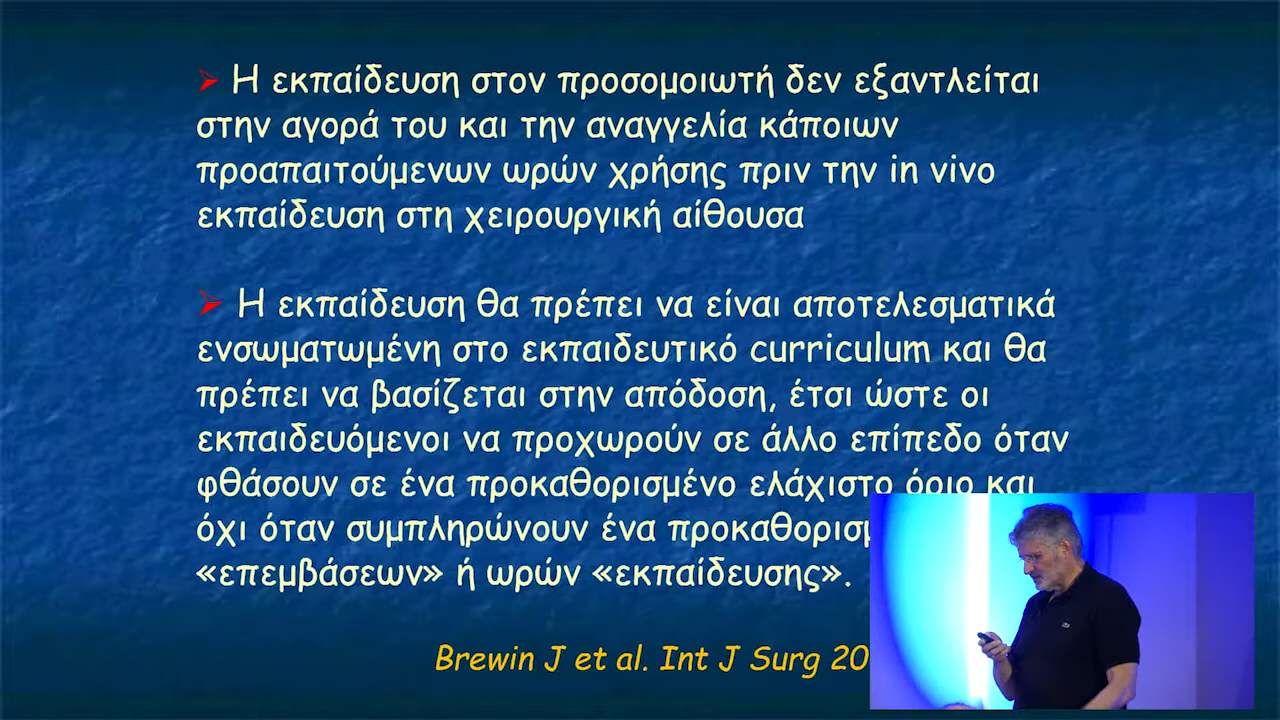 ➢ Η εκπαίδευση στον προσομοιωτή δεν εξαντλείται
στην αγορά του και την αναγγελία κάποιων
προαπαιτούμενων ωρών χρήσης πριν την in vivo
εκπαίδευση στη χειρουργική αίθουσα
➢ Η εκπαίδευση θα πρέπει να είναι αποτελεσματικά
ενσωματωμένη στο εκπαιδευτικό curriculum και θα
πρέπει να βασίζεται στην απόδοση, έτσι ώστε οι
εκπαιδευόμενοι να προχωρούν σε άλλο επίπεδο όταν
φθάσουν σε ένα προκαθορισμένο ελάχιστο όριο και
όχι όταν συμπληρώνουν ένα
«επεμβάσεων» ή ωρών «εκπαίδευσης».
Brewin J et al. Int J Surg